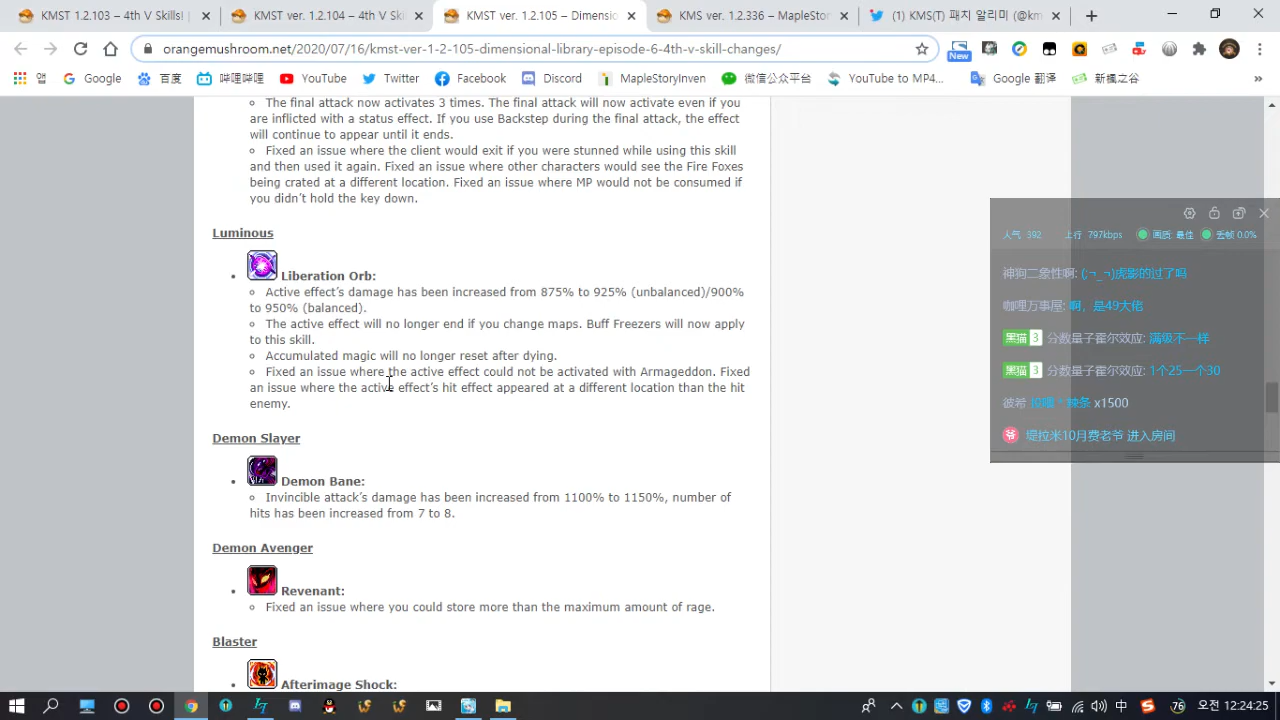 KMST 1.2.103 – 4th V Skills!
KMST ver. 1.2.104 – 4th V Ski
KMST ver. 1.2.105 – Dimensio
KMS ver. 1.2.336 – MapleStor
(1) KMS(T) 패치 알리미 (@km
orangemushroom.net/2020/07/16/kmst-ver-1-2-105-dimensional-library-episode-6-4th-v-skill-changes/
New
앱
Google
百度
哔哩哔哩
YouTube
Twitter
Facebook
Discord
MapleStoryInven
微信公众平台
YouTube to MP4...
Google 翻译
新楓之谷
»
The final attack now activates 3 times. The final attack will now activate even if you
are inflicted with a status effect. If you use Backstep during the final attack, the effect
will continue to appear until it ends.
Fixed an issue where the client would exit if you were stunned while using this skill
and then used it again. Fixed an issue where other characters would see the Fire Foxes
being crated at a different location. Fixed an issue where MP would not be consumed if
you didn't hold the key down.
Luminous
Liberation Orb:
Active effect's damage has been increased from 875% to 925% (unbalanced)/900%
to 950% (balanced).
The active effect will no longer end if you change maps. Buff Freezers will now apply
to this skill.
Accumulated magic will no longer reset after dying.
Fixed an issue where the active effect could not be activated with Armageddon. Fixed
an issue where the active effect's hit effect appeared at a different location than the hit
enemy.
Demon Slayer
Demon Bane:
Invincible attack's damage has been increased from 1100% to 1150%, number of
hits has been increased from 7 to 8.
Demon Avenger
Revenant:
Fixed an issue where you could store more than the maximum amount of rage.
Blaster
Afterimage Shock:
人气 392 上行 797kbps 画质 最佳 丢帧 0.0%
神狗二象性啊: (;¬_¬)虎影的过了吗
咖哩万事屋: 啊，是49大佬
黑猫 3 分数量子霍尔效应: 满级不一样
黑猫 3 分数量子霍尔效应: 1个25一个30
彼希 投喂 * 辣条 x1500
爷 堤拉米10月费老爷 进入房间
中
76
오전 12:24:25